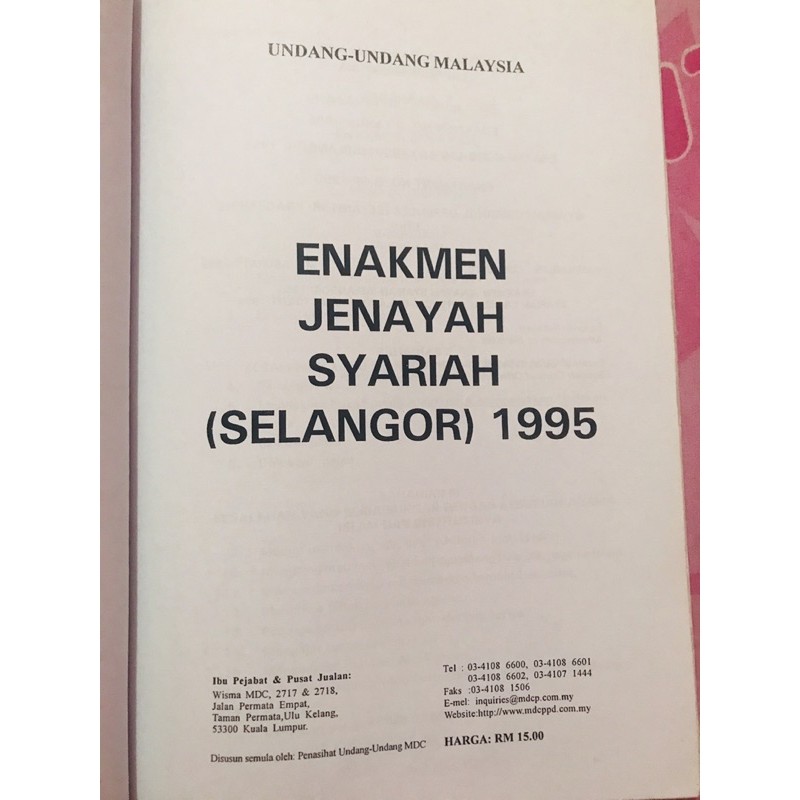 UNDANG-UNDANG MALAYSIA
ENAKMEN
JENAYAH
SYARIAH
(SELANGOR) 1995
Ibu Pejabat & Pusat Jualan:
Wisma MDC, 2717 & 2718,
Jalan Permata Empat,
Taman Permata,Ulu Kelang,
53300 Kuala Lumpur.
Disusun semula oleh: Penasihat Undang-Undang MDC
Tel : 03-4108 6600, 03-4108 6601
03-4108 6602, 03-4107 1444
Faks :03-4108 1506
E-mel: inquiries@mdcp.com.my
Website:http://www.mdcppd.com.my
HARGA: RM 15.00